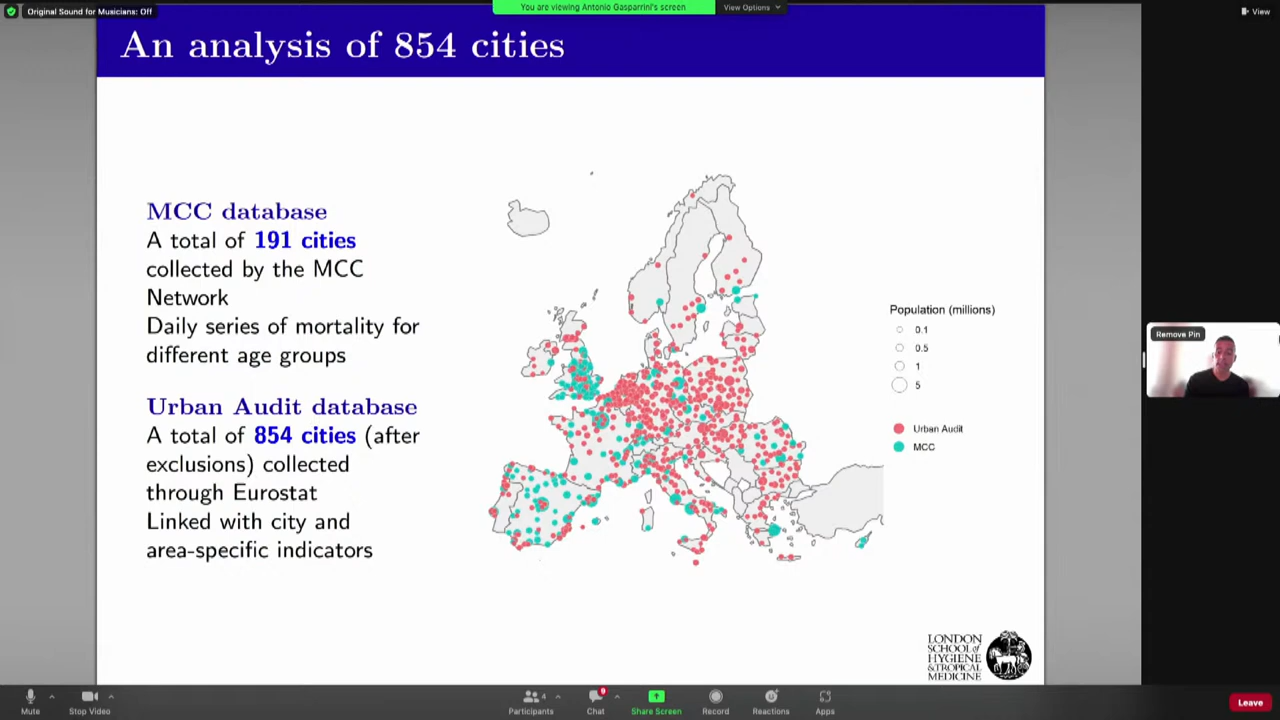 Original Sound for Musicians: Off
You are viewing Antonio Gasparrini's screen
View Options
View
An analysis of 854 cities
MCC database
A total of 191 cities
collected by the MCC
Network
Daily series of mortality for
different age groups
Urban Audit database
A total of 854 cities (after
exclusions) collected
through Eurostat
Linked with city and
area-specific indicators
Population (millions)
0.1
0.5
1
5
Urban Audit
MCC
Remove Pin
LONDON
SCHOOL of
HYGIENE
& TROPICAL
MEDICINE
Mute
Stop Video
Participants
4
Chat
9
Share Screen
Record
Reactions
Apps
Leave